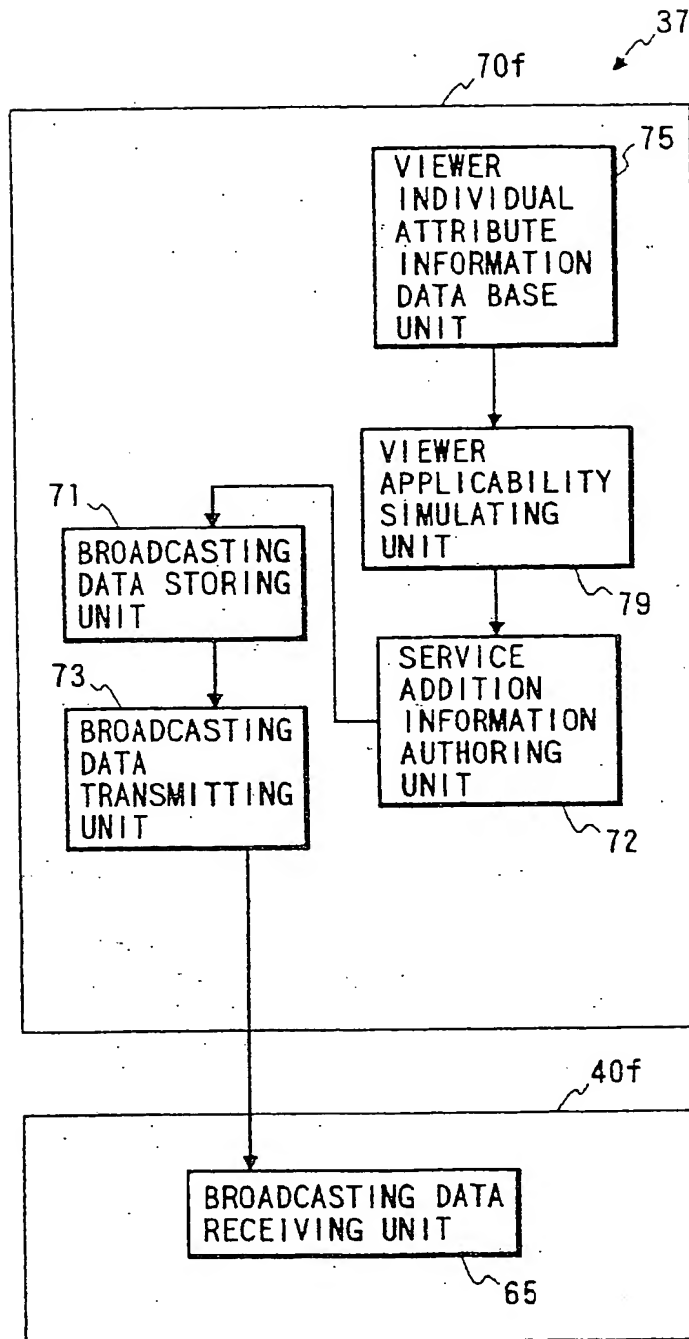 37
70f
75
VIEWER
INDIVIDUAL
ATTRIBUTE
INFORMATION
DATA BASE
UNIT
VIEWER
APPLICABILITY
SIMULATING
UNIT
79
71
BROADCASTING
DATA STORING
UNIT
SERVICE
ADDITION
INFORMATION
AUTHORING
UNIT
72
73
BROADCASTING
DATA
TRANSMITTING
UNIT
40f
BROADCASTING DATA
RECEIVING UNIT
65